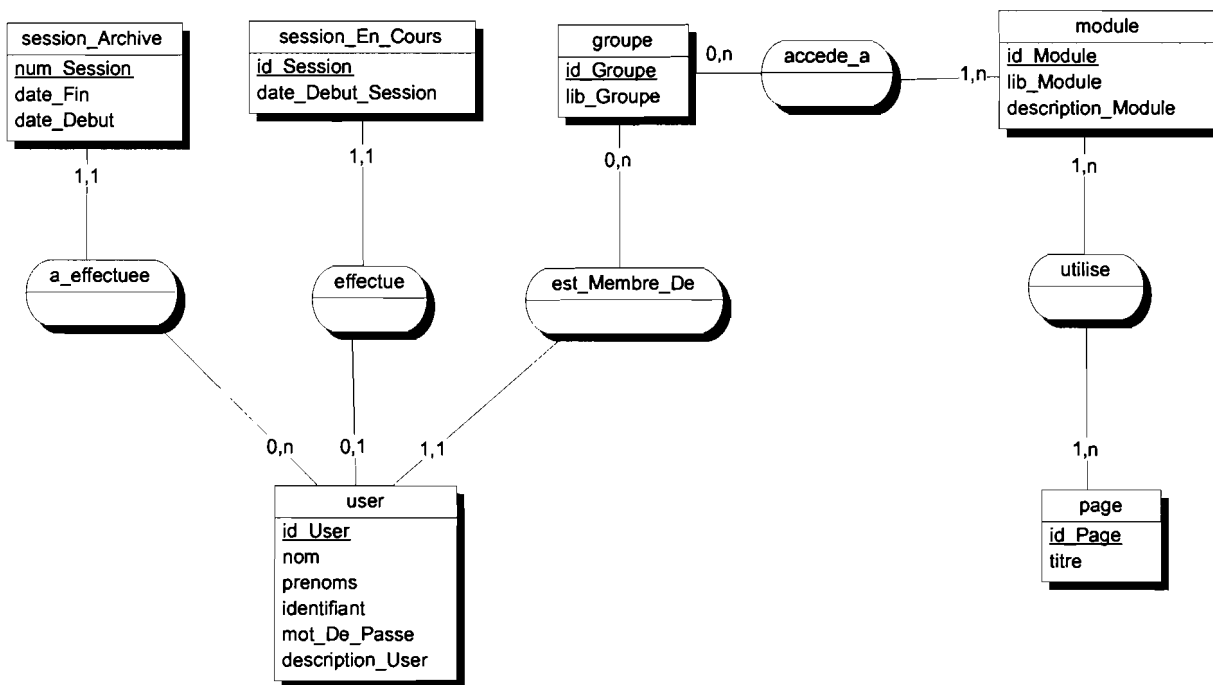 session_Archive
num_Session
date_Fin
date_Debut
session_En_Cours
id_Session
date_Debut_Session
groupe
id_Groupe
lib_Groupe
0,n
accede_a
1,n
module
id_Module
lib_Module
description_Module
1,1
1,1
0,n
1,n
a_effectuee
effectue
est_Membre_De
utilise
0,n
0,1
1,1
1,n
user
id_User
nom
prenoms
identifiant
mot_De_Passe
description_User
page
id_Page
titre